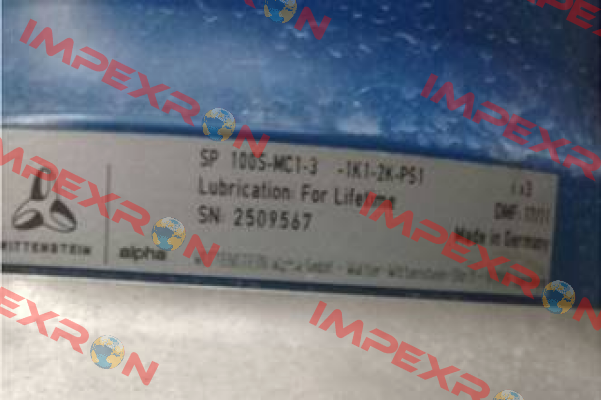 IMPEXRON
IMPEXRON
SP 100S-MC1-3 -1K1-2K-PS1 i=3
Lubrication: For Lifetime
SN: 2509567
Made in Germany
WITTENSTEIN alpha
IMPEXRON
IMPEXRON
IMPEXRON